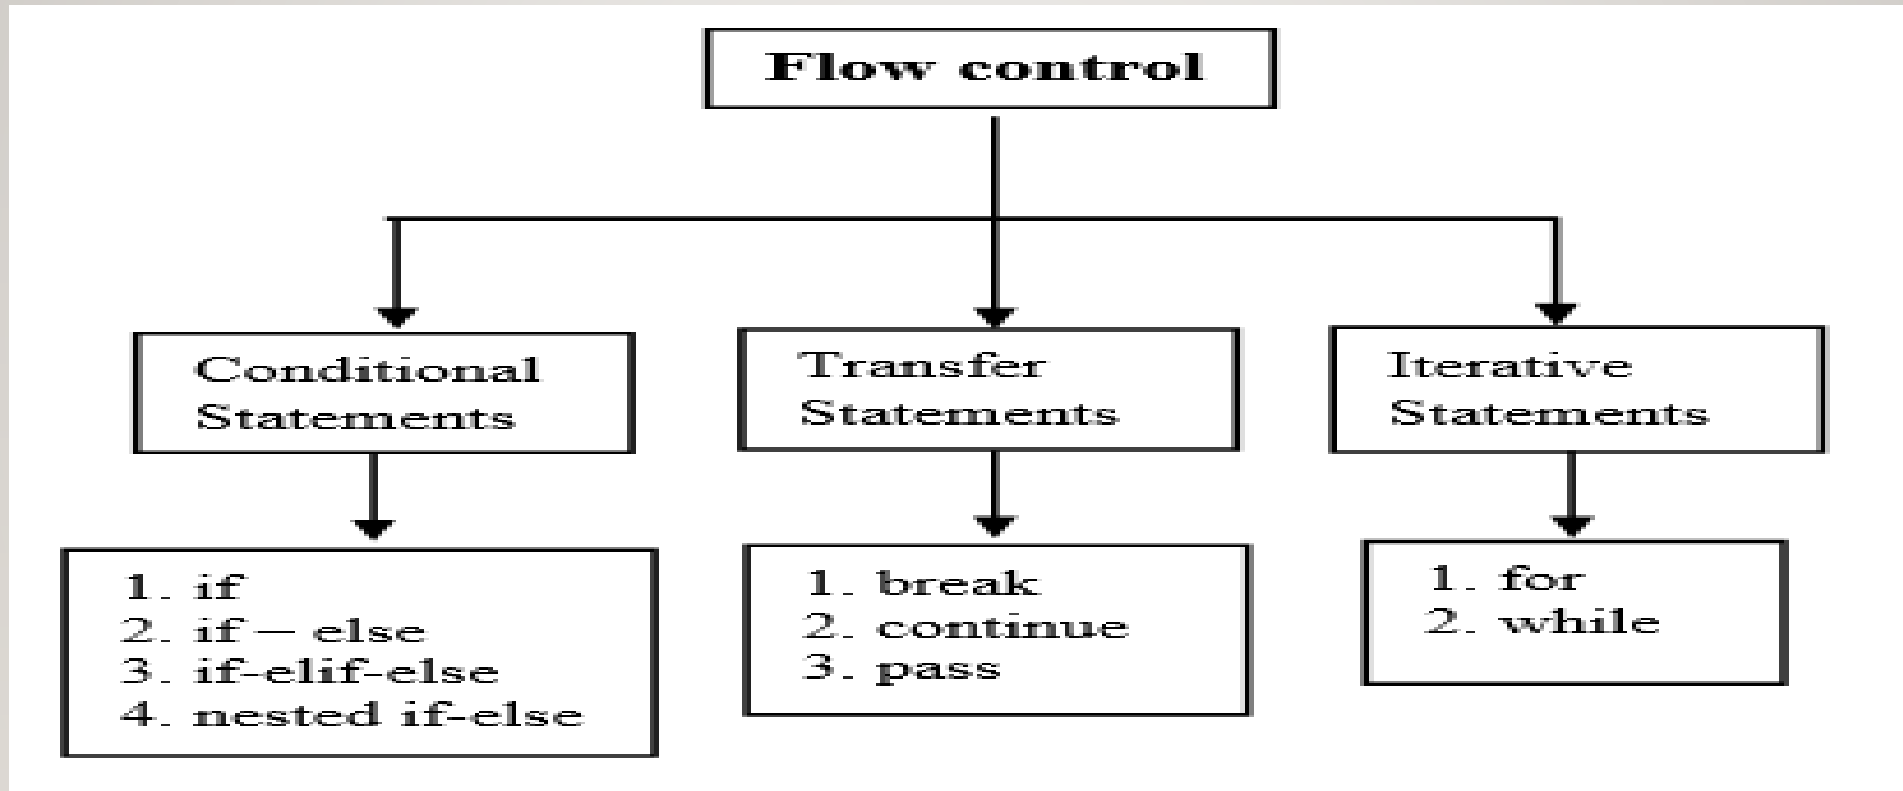 Flow control
Conditional
Statements
Transfer
Statements
Iterative
Statements
1. if
2. if – else
3. if-elif-else
4. nested if-else
1. break
2. continue
3. pass
1. for
2. while